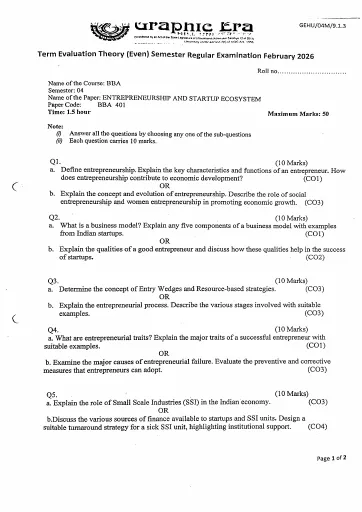 GEHU/04M/9.1.3
Graphic Era
HILL
Term Evaluation Theory (Even) Semester Regular Examination February 2026
Roll no..............................
Name of the Course: BBA
Semester: 04
Name of the Paper: ENTREPRENEURSHIP AND STARTUP ECOSYSTEM
Paper Code: BBA 401
Time: 1.5 hour Maximum Marks: 50
Note:
(i) Answer all the questions by choosing any one of the sub-questions
(ii) Each question carries 10 marks.
Q1. (10 Marks)
a. Define entrepreneurship. Explain the key characteristics and functions of an entrepreneur. How
does entrepreneurship contribute to economic development? (CO1)
OR
b. Explain the concept and evolution of entrepreneurship. Describe the role of social
entrepreneurship and women entrepreneurship in promoting economic growth. (CO3)
Q2. (10 Marks)
a. What is a business model? Explain any five components of a business model with examples
from Indian startups. (CO1)
OR
b. Explain the qualities of a good entrepreneur and discuss how these qualities help in the success
of startups. (CO2)
Q3. (10 Marks)
a. Determine the concept of Entry Wedges and Resource-based strategies. (CO3)
OR
b. Explain the entrepreneurial process. Describe the various stages involved with suitable
examples. (CO3)
Q4. (10 Marks)
a. What are entrepreneurial traits? Explain the major traits of a successful entrepreneur with
suitable examples. (CO1)
OR
b. Examine the major causes of entrepreneurial failure. Evaluate the preventive and corrective
measures that entrepreneurs can adopt. (CO3)
Q5. (10 Marks)
a. Explain the role of Small Scale Industries (SSI) in the Indian economy. (CO3)
OR
b.Discuss the various sources of finance available to startups and SSI units. Design a
suitable turnaround strategy for a sick SSI unit, highlighting institutional support. (CO4)
Page 1 of 2